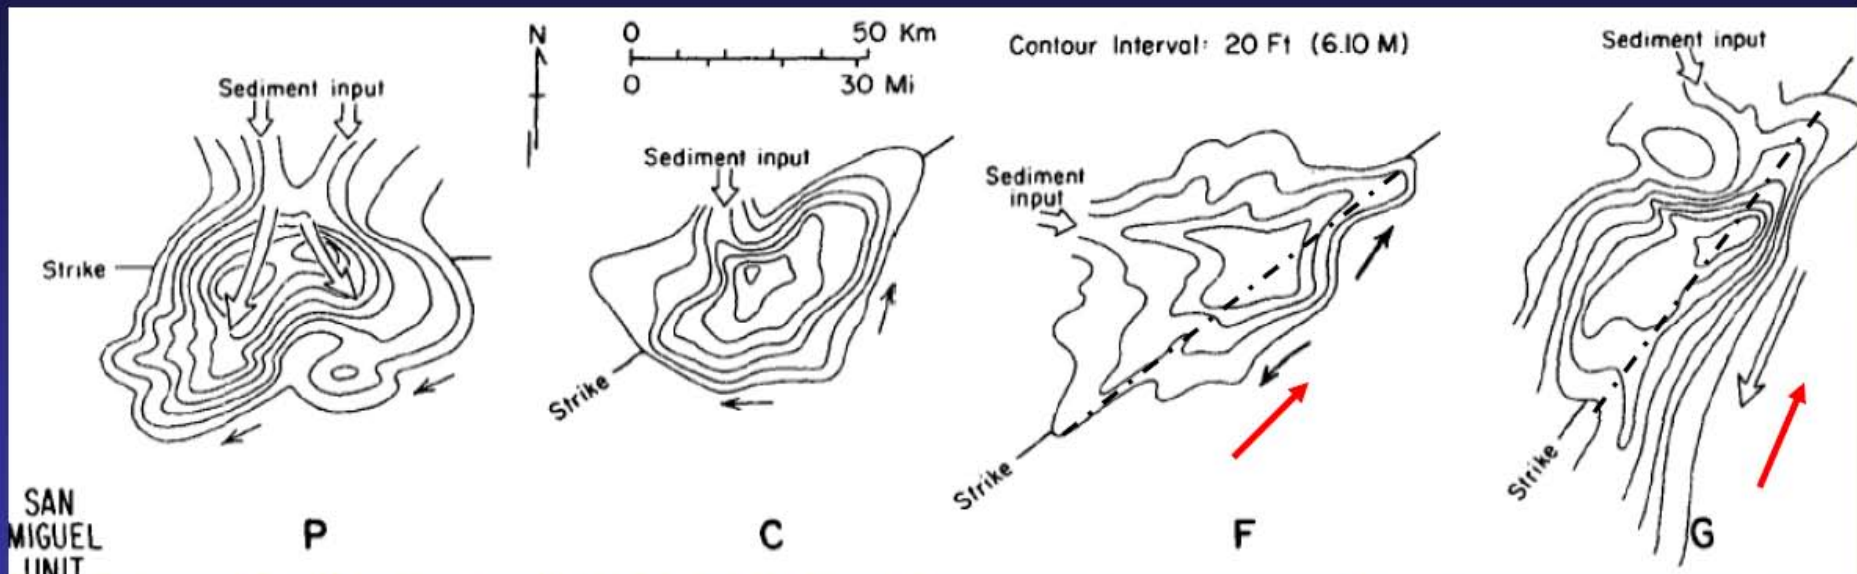 Sediment input
Strike
SAN
MIGUEL
UNIT
P
N
0 50 Km
0 30 Mi
Sediment input
Strike
C
Contour Interval: 20 Ft (6.10 M)
Sediment
input
Strike
F
Sediment input
Strike
G